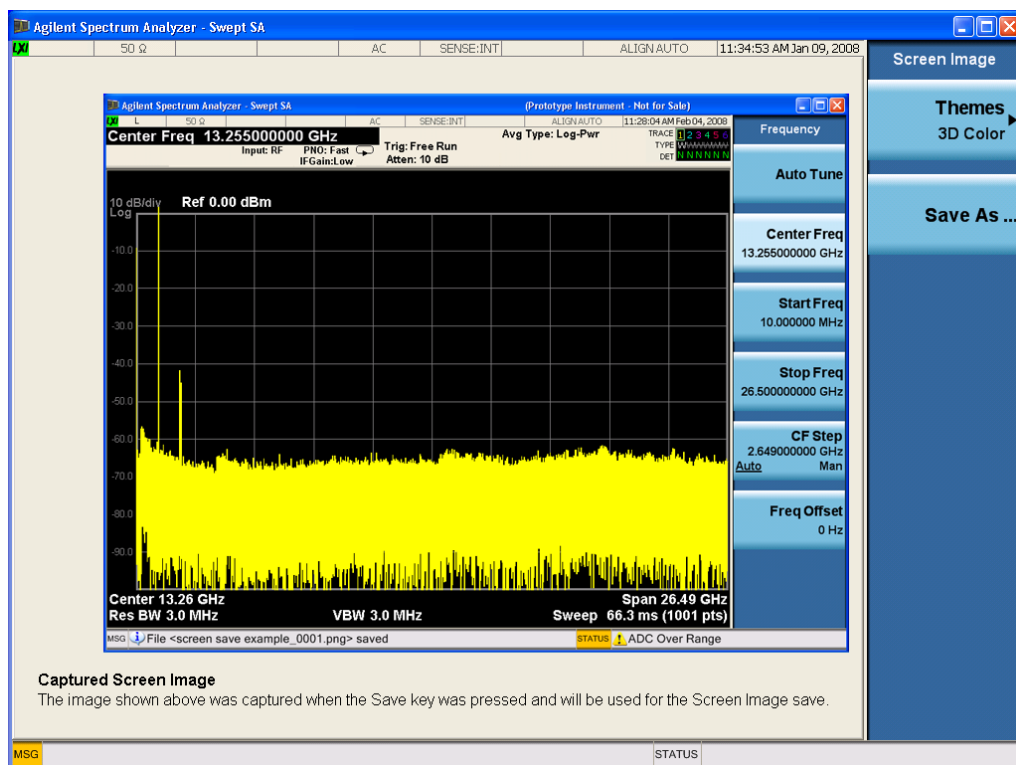 Agilent Spectrum Analyzer - Swept SA
LXI 50 Ω AC SENSE:INT ALIGN AUTO 11:34:53 AM Jan 09, 2008
Screen Image
Themes
3D Color
Save As ...
Agilent Spectrum Analyzer - Swept SA (Prototype Instrument - Not for Sale)
LXI L 50 Ω AC SENSE:INT ALIGNAUTO 11:28:04 AM Feb 04, 2008
Center Freq 13.255000000 GHz
Input: RF
PNO: Fast
IFGain:Low
Trig: Free Run
Atten: 10 dB
Avg Type: Log-Pwr
TRACE 1 2 3 4 5 6
TYPE WWWWWW
DET N N N N N N
Frequency
Auto Tune
Center Freq
13.255000000 GHz
Start Freq
10.000000 MHz
Stop Freq
26.500000000 GHz
CF Step
2.649000000 GHz
Auto Man
Freq Offset
0 Hz
10 dB/div Ref 0.00 dBm
Log
-10.0
-20.0
-30.0
-40.0
-50.0
-60.0
-70.0
-80.0
-90.0
Center 13.26 GHz Span 26.49 GHz
Res BW 3.0 MHz VBW 3.0 MHz Sweep 66.3 ms (1001 pts)
MSG File <screen save example_0001.png> saved STATUS ADC Over Range
Captured Screen Image
The image shown above was captured when the Save key was pressed and will be used for the Screen Image save.
MSG STATUS